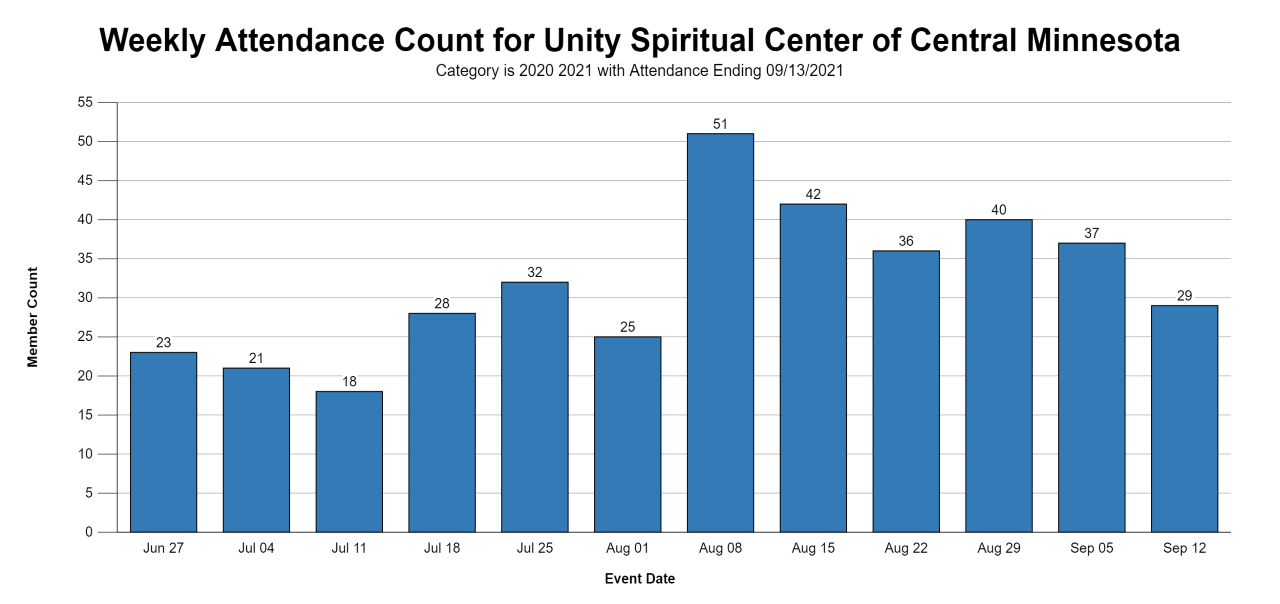 Weekly Attendance Count for Unity Spiritual Center of Central Minnesota
Category is 2020 2021 with Attendance Ending 09/13/2021
Member Count
55
50
45
40
35
30
25
20
15
10
5
0
23
21
18
28
32
25
51
42
36
40
37
29
Jun 27
Jul 04
Jul 11
Jul 18
Jul 25
Aug 01
Aug 08
Aug 15
Aug 22
Aug 29
Sep 05
Sep 12
Event Date